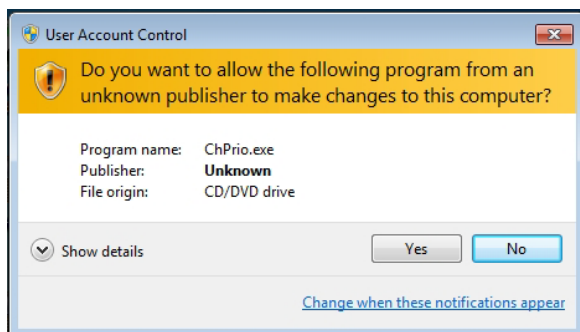 User Account Control
Do you want to allow the following program from an
unknown publisher to make changes to this computer?
Program name: ChPrio.exe
Publisher: Unknown
File origin: CD/DVD drive
Show details
Yes
No
Change when these notifications appear